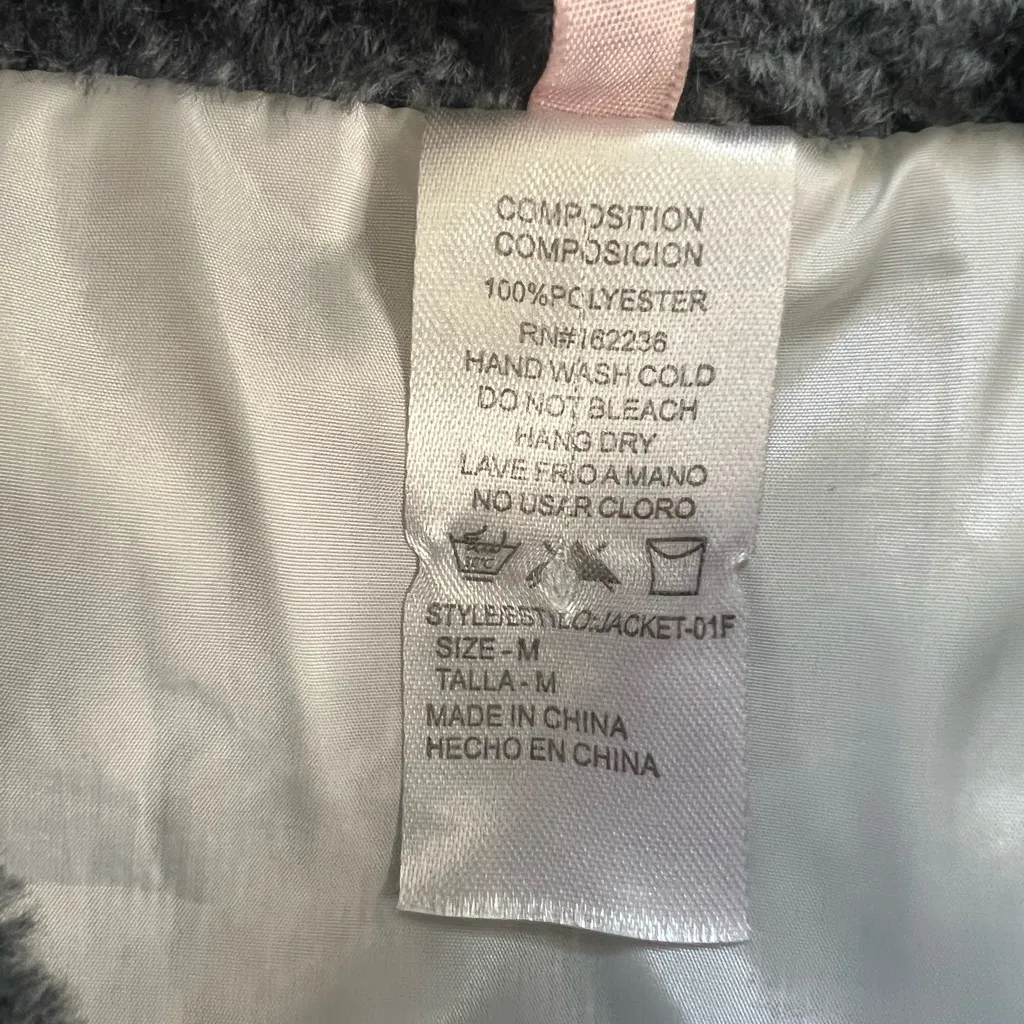 COMPOSITION
COMPOSICION
100%POLYESTER
RN#162236
HAND WASH COLD
DO NOT BLEACH
HANG DRY
LAVE FRIO A MANO
NO USAR CLORO
STYLE/ESTILO:JACKET-01F
SIZE - M
TALLA - M
MADE IN CHINA
HECHO EN CHINA